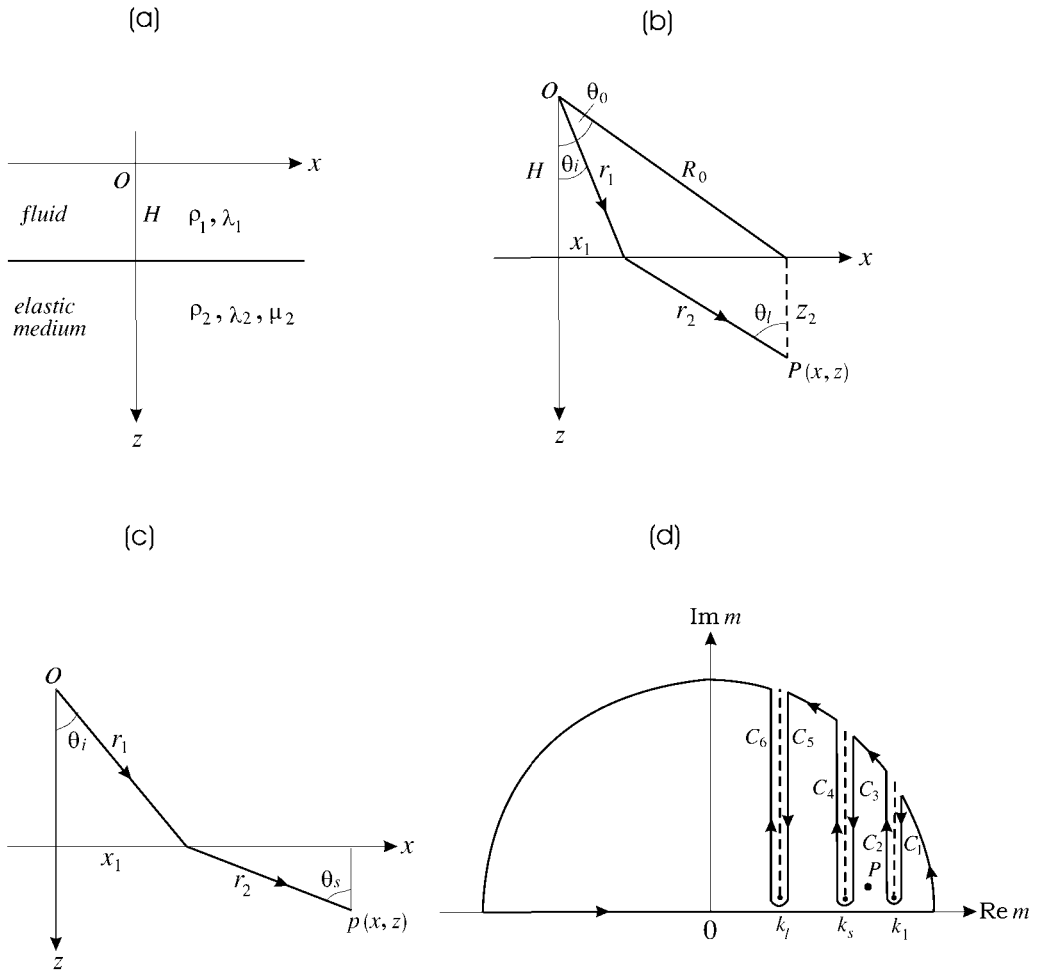 (a)
x
O
fluid H ρ₁, λ₁
elastic medium ρ₂, λ₂, μ₂
z
(b)
O θ₀
H θᵢ r₁ R₀
x₁ x
r₂ θₗ z₂
P(x, z)
z
(c)
O
θᵢ r₁
x₁ x
r₂ θₛ
p(x, z)
z
(d)
Im m
C₆ C₅
C₄ C₃
C₂ C₁
P
Re m
0 kₗ kₛ k₁